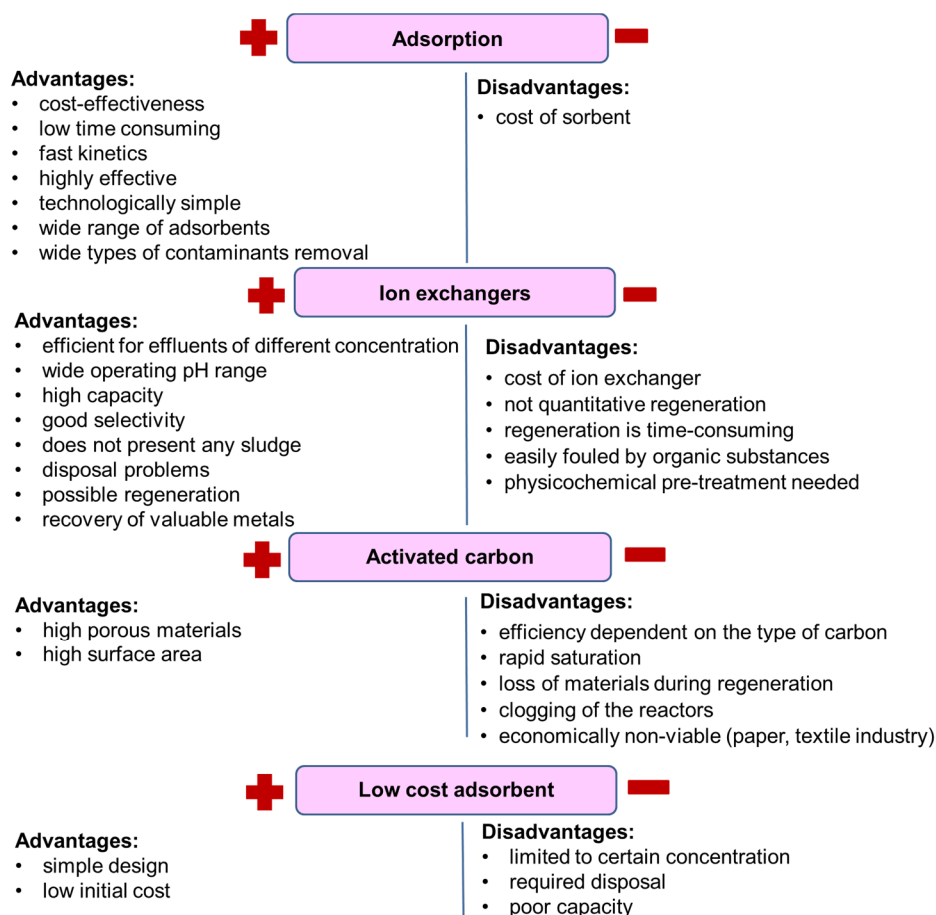 Adsorption
Advantages:
• cost-effectiveness
• low time consuming
• fast kinetics
• highly effective
• technologically simple
• wide range of adsorbents
• wide types of contaminants removal
Disadvantages:
• cost of sorbent
Ion exchangers
Advantages:
• efficient for effluents of different concentration
• wide operating pH range
• high capacity
• good selectivity
• does not present any sludge
• disposal problems
• possible regeneration
• recovery of valuable metals
Disadvantages:
• cost of ion exchanger
• not quantitative regeneration
• regeneration is time-consuming
• easily fouled by organic substances
• physicochemical pre-treatment needed
Activated carbon
Advantages:
• high porous materials
• high surface area
Disadvantages:
• efficiency dependent on the type of carbon
• rapid saturation
• loss of materials during regeneration
• clogging of the reactors
• economically non-viable (paper, textile industry)
Low cost adsorbent
Advantages:
• simple design
• low initial cost
Disadvantages:
• limited to certain concentration
• required disposal
• poor capacity